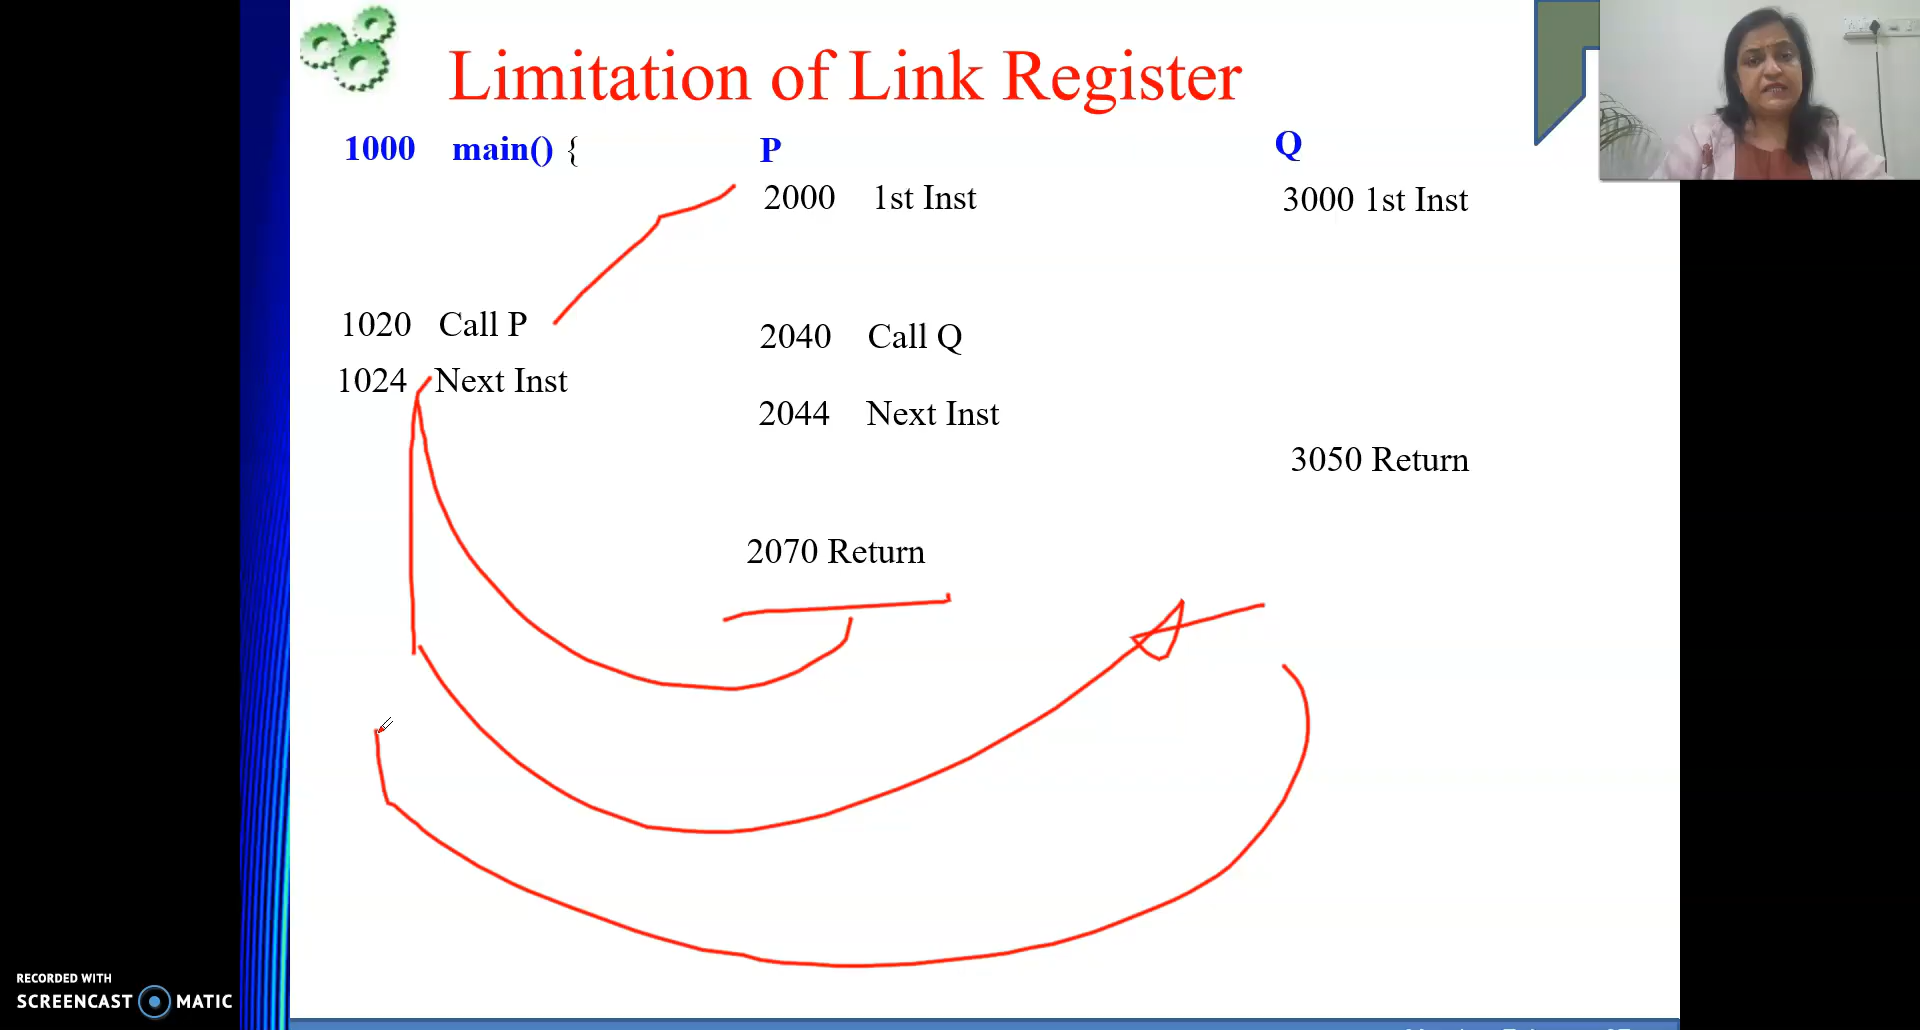 Limitation of Link Register
1000 main() {
P
Q
2000 1st Inst
3000 1st Inst
1020 Call P
2040 Call Q
1024 Next Inst
2044 Next Inst
3050 Return
2070 Return
RECORDED WITH
SCREENCAST MATIC